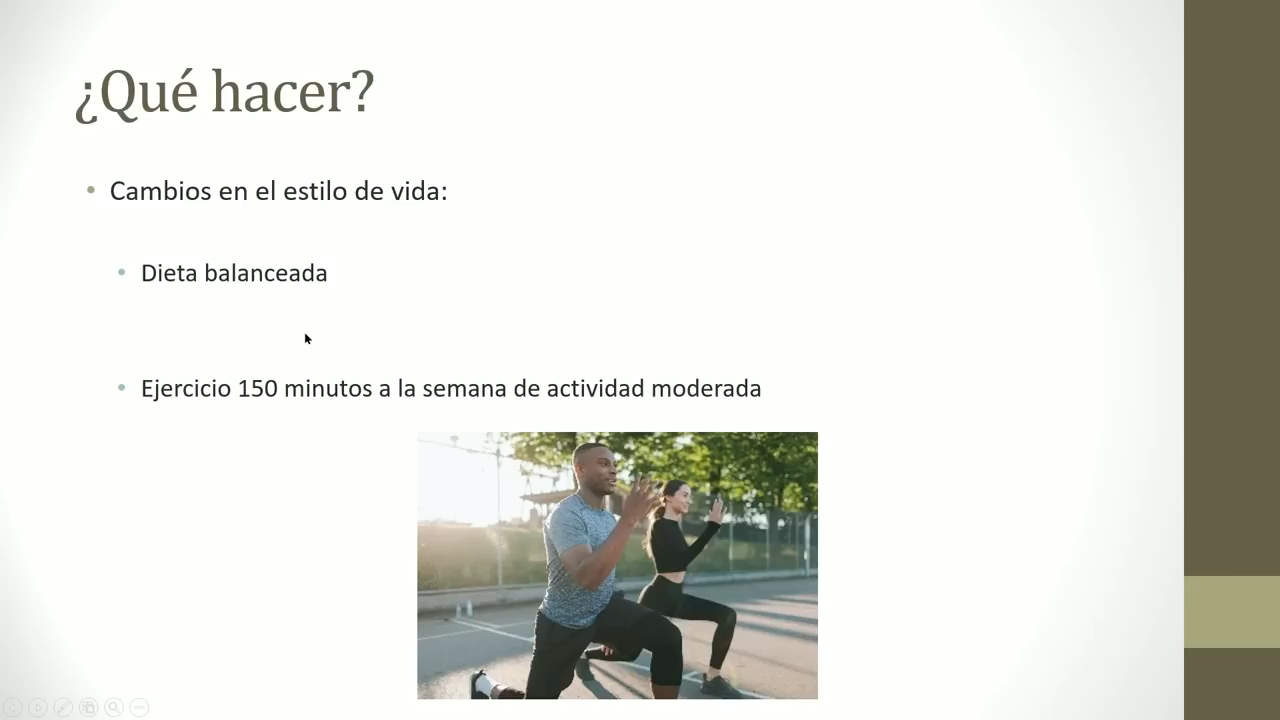 ¿Qué hacer?
Cambios en el estilo de vida:
Dieta balanceada
Ejercicio 150 minutos a la semana de actividad moderada